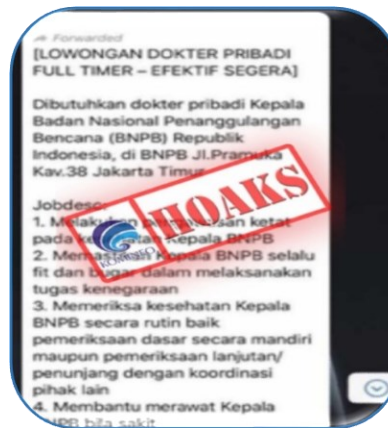 Forwarded
[LOWONGAN DOKTER PRIBADI
FULL TIMER – EFEKTIF SEGERA]
Dibutuhkan dokter pribadi Kepala
Badan Nasional Penanggulangan
Bencana (BNPB) Republik
Indonesia, di BNPB Jl.Pramuka
Kav.38 Jakarta Timur
Jobdesc:
1. Melakukan ketat
pada Kepala BNPB
2. Kepala BNPB selalu
fit dan bugar dalam melaksanakan
tugas kenegaraan
3. Memeriksa kesehatan Kepala
BNPB secara rutin baik
pemeriksaan dasar secara mandiri
maupun pemeriksaan lanjutan/
penunjang dengan koordinasi
pihak lain
4. Membantu merawat Kepala
BNPB bila sakit
HOAKS
KOMINFO